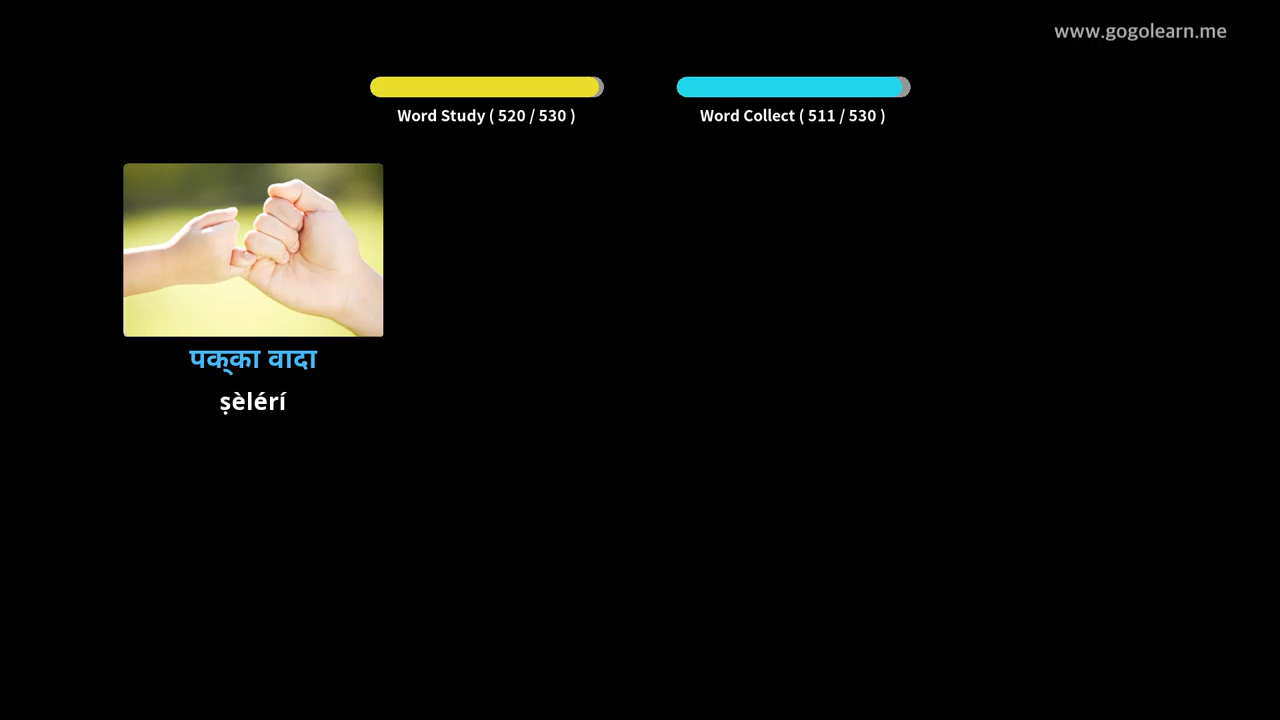 www.gogolearn.me
Word Study ( 520 / 530 )
Word Collect ( 511 / 530 )
पक्का वादा
ṣèlérí